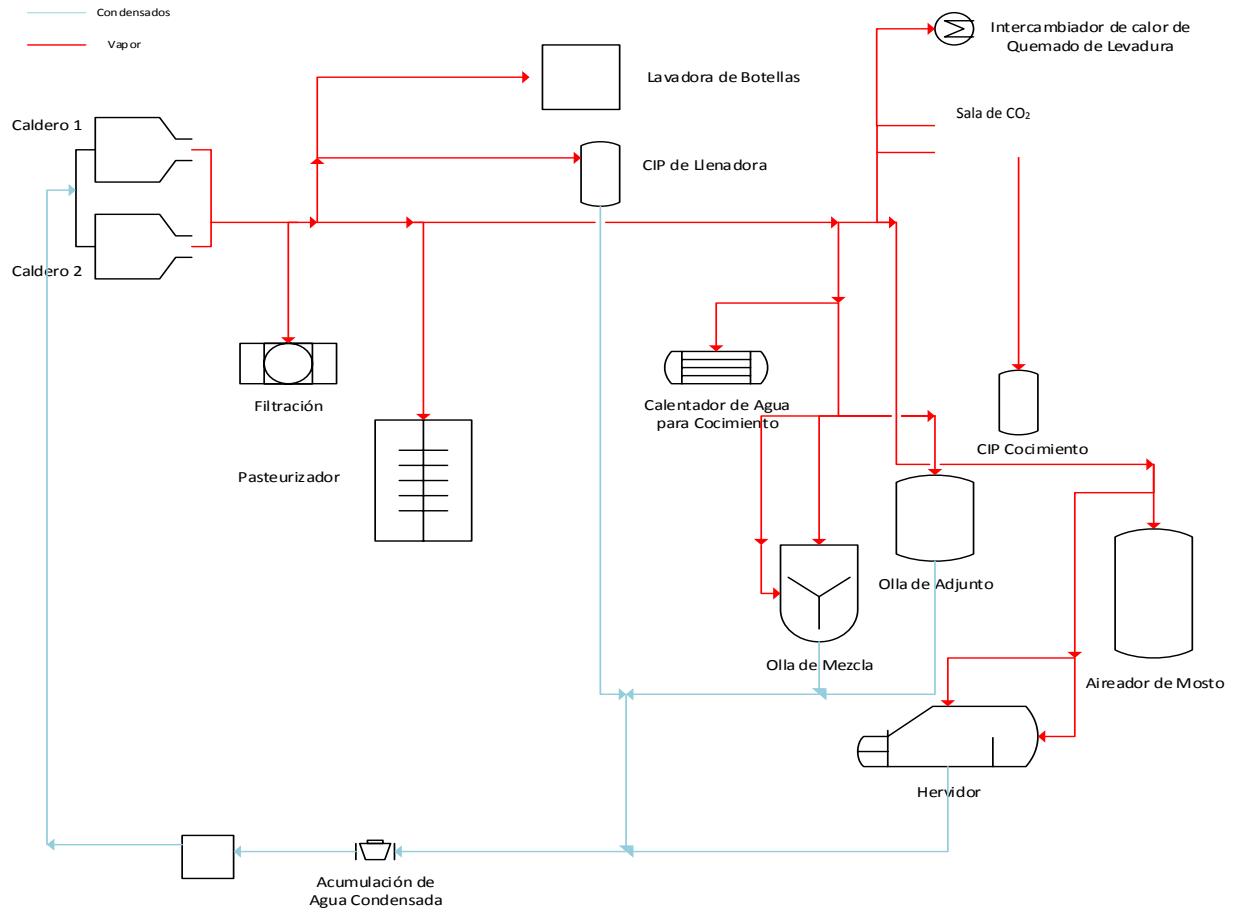 Condensados
Vapor
Intercambiador de calor de
Quemado de Levadura
Lavadora de Botellas
Sala de CO₂
Caldero 1
CIP de Llenadora
Caldero 2
Filtración
Calentador de Agua
para Cocimiento
CIP Cocimiento
Pasteurizador
Olla de Adjunto
Olla de Mezcla
Aireador de Mosto
Hervidor
Acumulación de
Agua Condensada